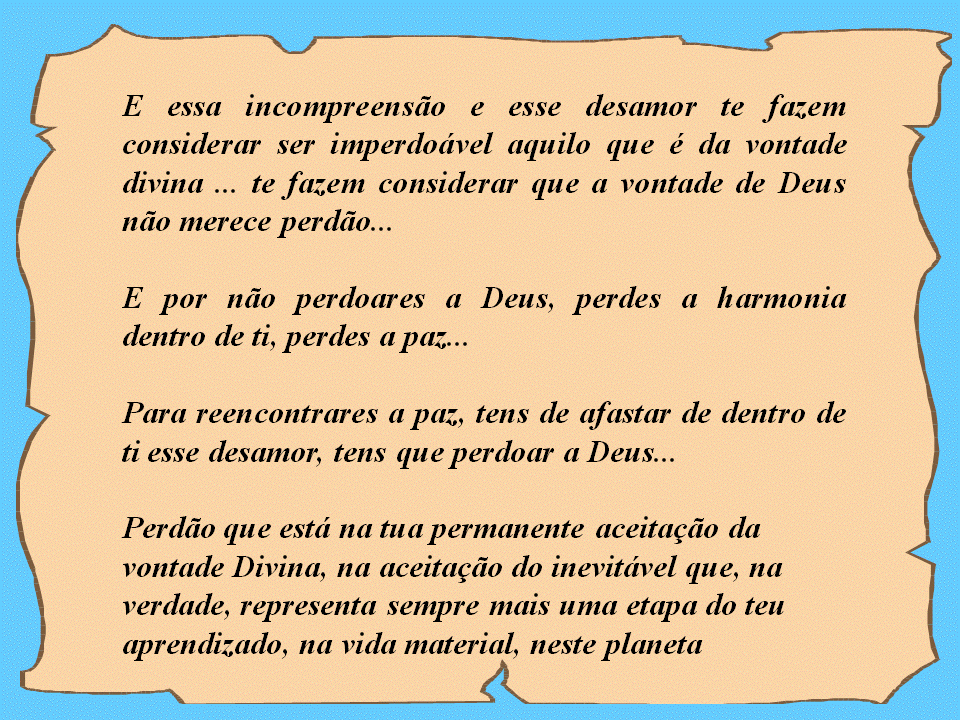 E essa incompreensão e esse desamor te fazem
considerar ser imperdoável aquilo que é da vontade
divina ... te fazem considerar que a vontade de Deus
não merece perdão...
E por não perdoares a Deus, perdes a harmonia
dentro de ti, perdes a paz...
Para reencontrares a paz, tens de afastar de dentro de
ti esse desamor, tens que perdoar a Deus...
Perdão que está na tua permanente aceitação da
vontade Divina, na aceitação do inevitável que, na
verdade, representa sempre mais uma etapa do teu
aprendizado, na vida material, neste planeta